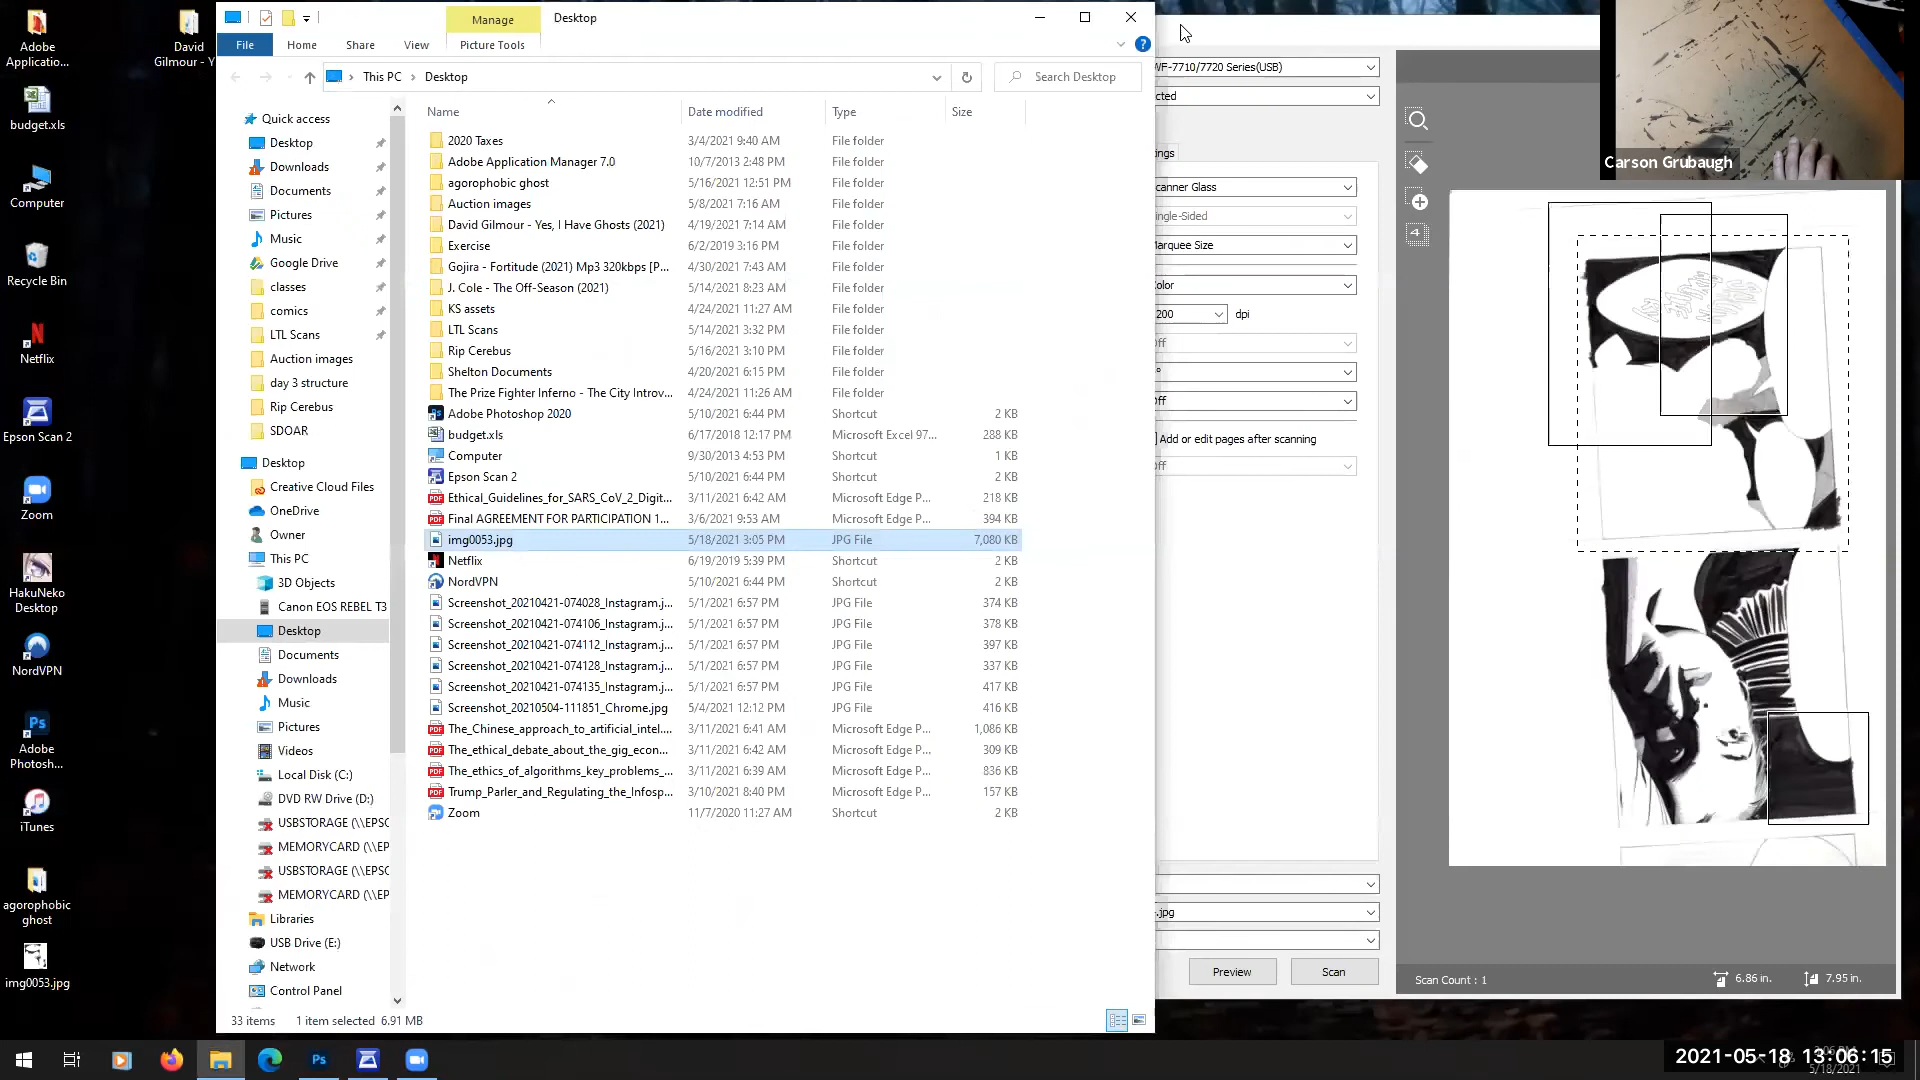 Adobe
Applicatio...
David
Gilmour - Y
budget.xls
Computer
Recycle Bin
Netflix
Epson Scan 2
Zoom
HakuNeko
Desktop
NordVPN
Adobe
Photosh...
iTunes
agorophobic
ghost
img0053.jpg
Manage
Desktop
File
Home
Share
View
Picture Tools
This PC
Desktop
Search Desktop
Quick access
Desktop
Downloads
Documents
Pictures
Music
Google Drive
classes
comics
LTL Scans
Auction images
day 3 structure
Rip Cerebus
SDOAR
Desktop
Creative Cloud Files
OneDrive
Owner
This PC
3D Objects
Canon EOS REBEL T3
Desktop
Documents
Downloads
Music
Pictures
Videos
Local Disk (C:)
DVD RW Drive (D:)
USBSTORAGE (\\EPSC
MEMORYCARD (\\EP
USBSTORAGE (\\EPSC
MEMORYCARD (\\EP
Libraries
USB Drive (E:)
Network
Control Panel
Name Date modified Type Size
2020 Taxes 3/4/2021 9:40 AM File folder
Adobe Application Manager 7.0 10/7/2013 2:48 PM File folder
agorophobic ghost 5/16/2021 12:51 PM File folder
Auction images 5/8/2021 7:16 AM File folder
David Gilmour - Yes, I Have Ghosts (2021) 4/19/2021 7:14 AM File folder
Exercise 6/2/2019 3:16 PM File folder
Gojira - Fortitude (2021) Mp3 320kbps [P... 4/30/2021 7:43 AM File folder
J. Cole - The Off-Season (2021) 5/14/2021 8:23 AM File folder
KS assets 4/24/2021 11:27 AM File folder
LTL Scans 5/14/2021 3:32 PM File folder
Rip Cerebus 5/16/2021 3:10 PM File folder
Shelton Documents 4/20/2021 6:15 PM File folder
The Prize Fighter Inferno - The City Introv... 4/24/2021 11:26 AM File folder
Adobe Photoshop 2020 5/10/2021 6:44 PM Shortcut 2 KB
budget.xls 6/17/2018 12:17 PM Microsoft Excel 97... 288 KB
Computer 9/30/2013 4:53 PM Shortcut 1 KB
Epson Scan 2 5/10/2021 6:44 PM Shortcut 2 KB
Ethical_Guidelines_for_SARS_CoV_2_Digit... 3/11/2021 6:42 AM Microsoft Edge P... 218 KB
Final AGREEMENT FOR PARTICIPATION 1... 3/6/2021 9:53 AM Microsoft Edge P... 394 KB
img0053.jpg 5/18/2021 3:05 PM JPG File 7,080 KB
Netflix 6/19/2019 5:39 PM Shortcut 2 KB
NordVPN 5/10/2021 6:44 PM Shortcut 2 KB
Screenshot_20210421-074028_Instagram.j... 5/1/2021 6:57 PM JPG File 374 KB
Screenshot_20210421-074106_Instagram.j... 5/1/2021 6:57 PM JPG File 378 KB
Screenshot_20210421-074112_Instagram.j... 5/1/2021 6:57 PM JPG File 397 KB
Screenshot_20210421-074128_Instagram.j... 5/1/2021 6:57 PM JPG File 337 KB
Screenshot_20210421-074135_Instagram.j... 5/1/2021 6:57 PM JPG File 417 KB
Screenshot_20210504-111851_Chrome.jpg 5/4/2021 12:12 PM JPG File 416 KB
The_Chinese_approach_to_artificial_intel.... 3/11/2021 6:41 AM Microsoft Edge P... 1,086 KB
The_ethical_debate_about_the_gig_econ... 3/11/2021 6:42 AM Microsoft Edge P... 309 KB
The_ethics_of_algorithms_key_problems_... 3/11/2021 6:39 AM Microsoft Edge P... 836 KB
Trump_Parler_and_Regulating_the_Infosp... 3/10/2021 8:40 PM Microsoft Edge P... 157 KB
Zoom 11/7/2020 11:27 AM Shortcut 2 KB
33 items 1 item selected 6.91 MB
WF-7710/7720 Series(USB)
cted
ings
canner Glass
ingle-Sided
Marquee Size
olor
200 dpi
Off
°
Off
Add or edit pages after scanning
Off
.jpg
Preview
Scan
4
Scan Count : 1
6.86 in.
7.95 in.
Carson Grubaugh
2021-05-18 13:06:15
5/18/2021